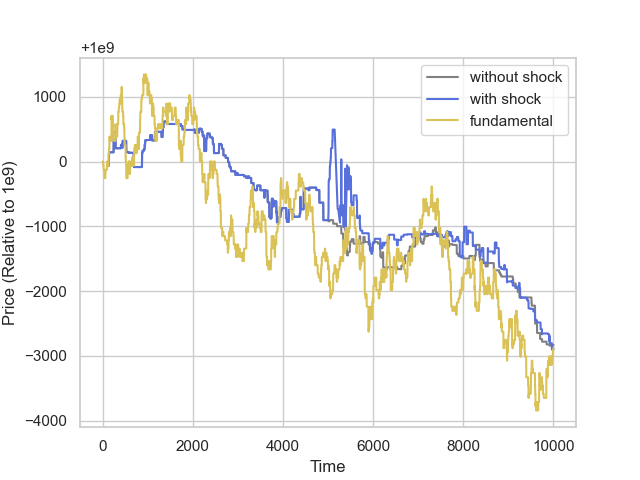 +1e9
without shock
with shock
fundamental
1000
0
−1000
−2000
−3000
−4000
Price (Relative to 1e9)
0 2000 4000 6000 8000 10000
Time